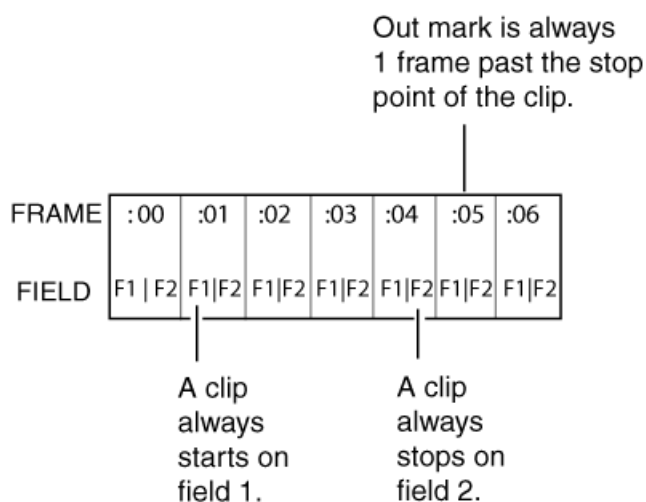 Out mark is always
1 frame past the stop
point of the clip.
FRAME :00 :01 :02 :03 :04 :05 :06
FIELD F1 | F2 F1|F2 F1|F2 F1|F2 F1|F2 F1|F2 F1|F2
A clip
always
starts on
field 1.
A clip
always
stops on
field 2.